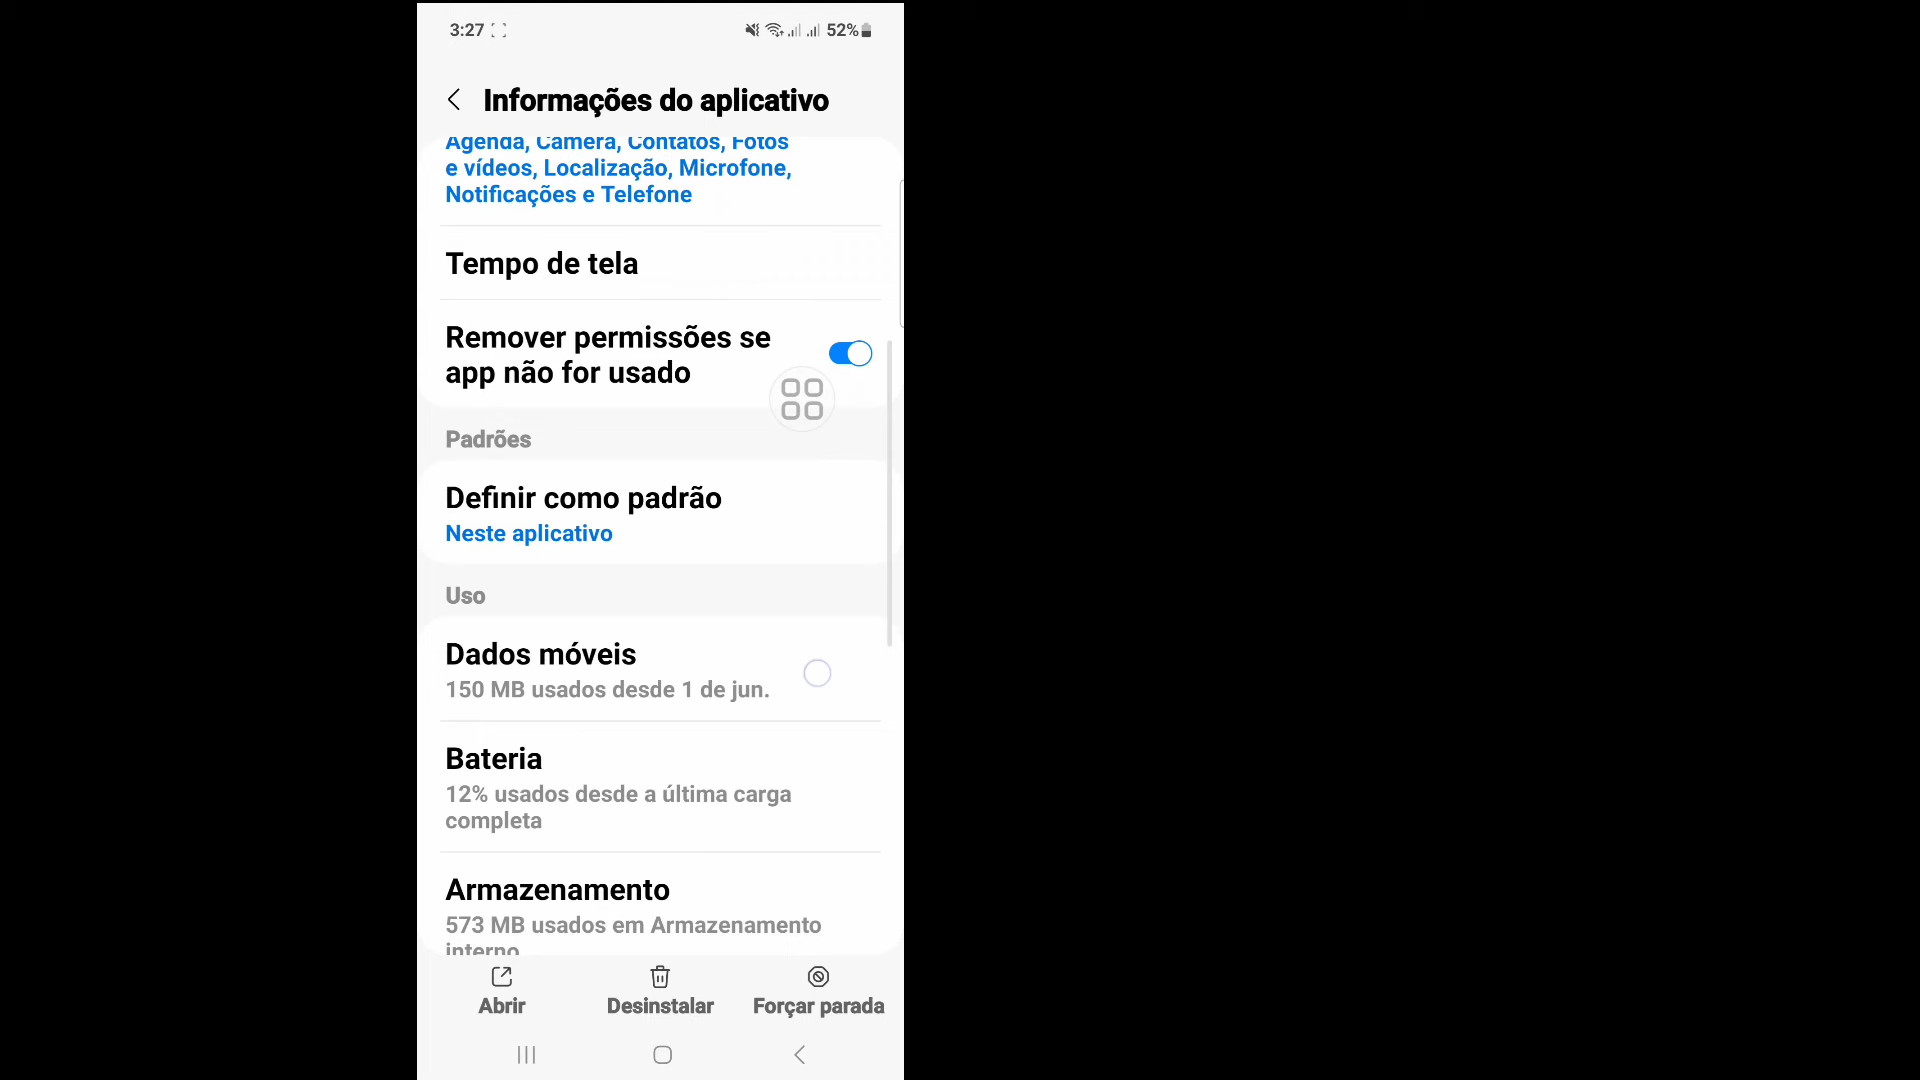 3:27
52%
Informações do aplicativo
Agenda, Câmera, Contatos, Fotos
e vídeos, Localização, Microfone,
Notificações e Telefone
Tempo de tela
Remover permissões se
app não for usado
Padrões
Definir como padrão
Neste aplicativo
Uso
Dados móveis
150 MB usados desde 1 de jun.
Bateria
12% usados desde a última carga
completa
Armazenamento
573 MB usados em Armazenamento
interno
Abrir
Desinstalar
Forçar parada